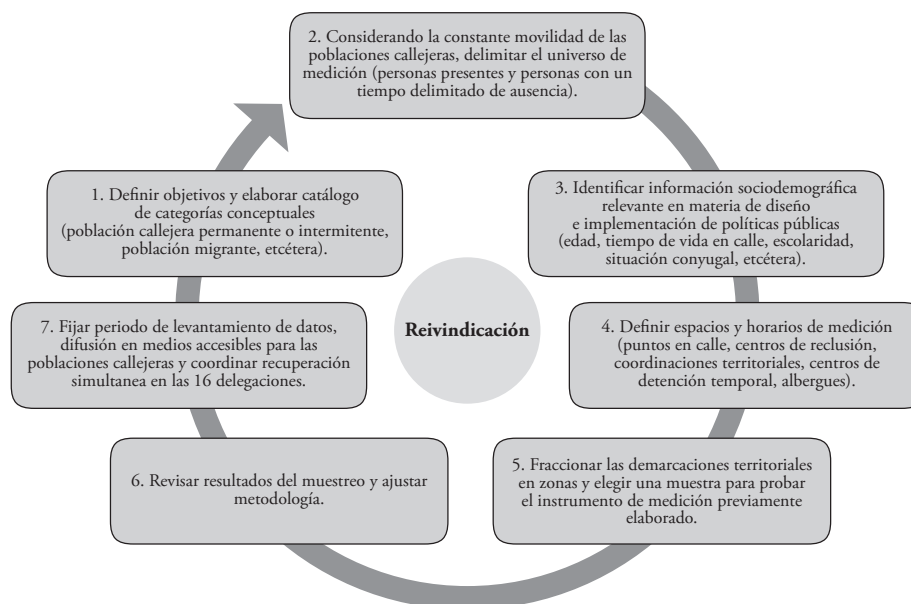 2. Considerando la constante movilidad de las
poblaciones callejeras, delimitar el universo de
medición (personas presentes y personas con un
tiempo delimitado de ausencia).
1. Definir objetivos y elaborar catálogo
de categorías conceptuales
(población callejera permanente o intermitente,
población migrante, etcétera).
3. Identificar información sociodemográfica
relevante en materia de diseño
e implementación de políticas públicas
(edad, tiempo de vida en calle, escolaridad,
situación conyugal, etcétera).
7. Fijar periodo de levantamiento de datos,
difusión en medios accesibles para las
poblaciones callejeras y coordinar recuperación
simultanea en las 16 delegaciones.
Reivindicación
4. Definir espacios y horarios de medición
(puntos en calle, centros de reclusión,
coordinaciones territoriales, centros de
detención temporal, albergues).
6. Revisar resultados del muestreo y ajustar
metodología.
5. Fraccionar las demarcaciones territoriales
en zonas y elegir una muestra para probar
el instrumento de medición previamente
elaborado.